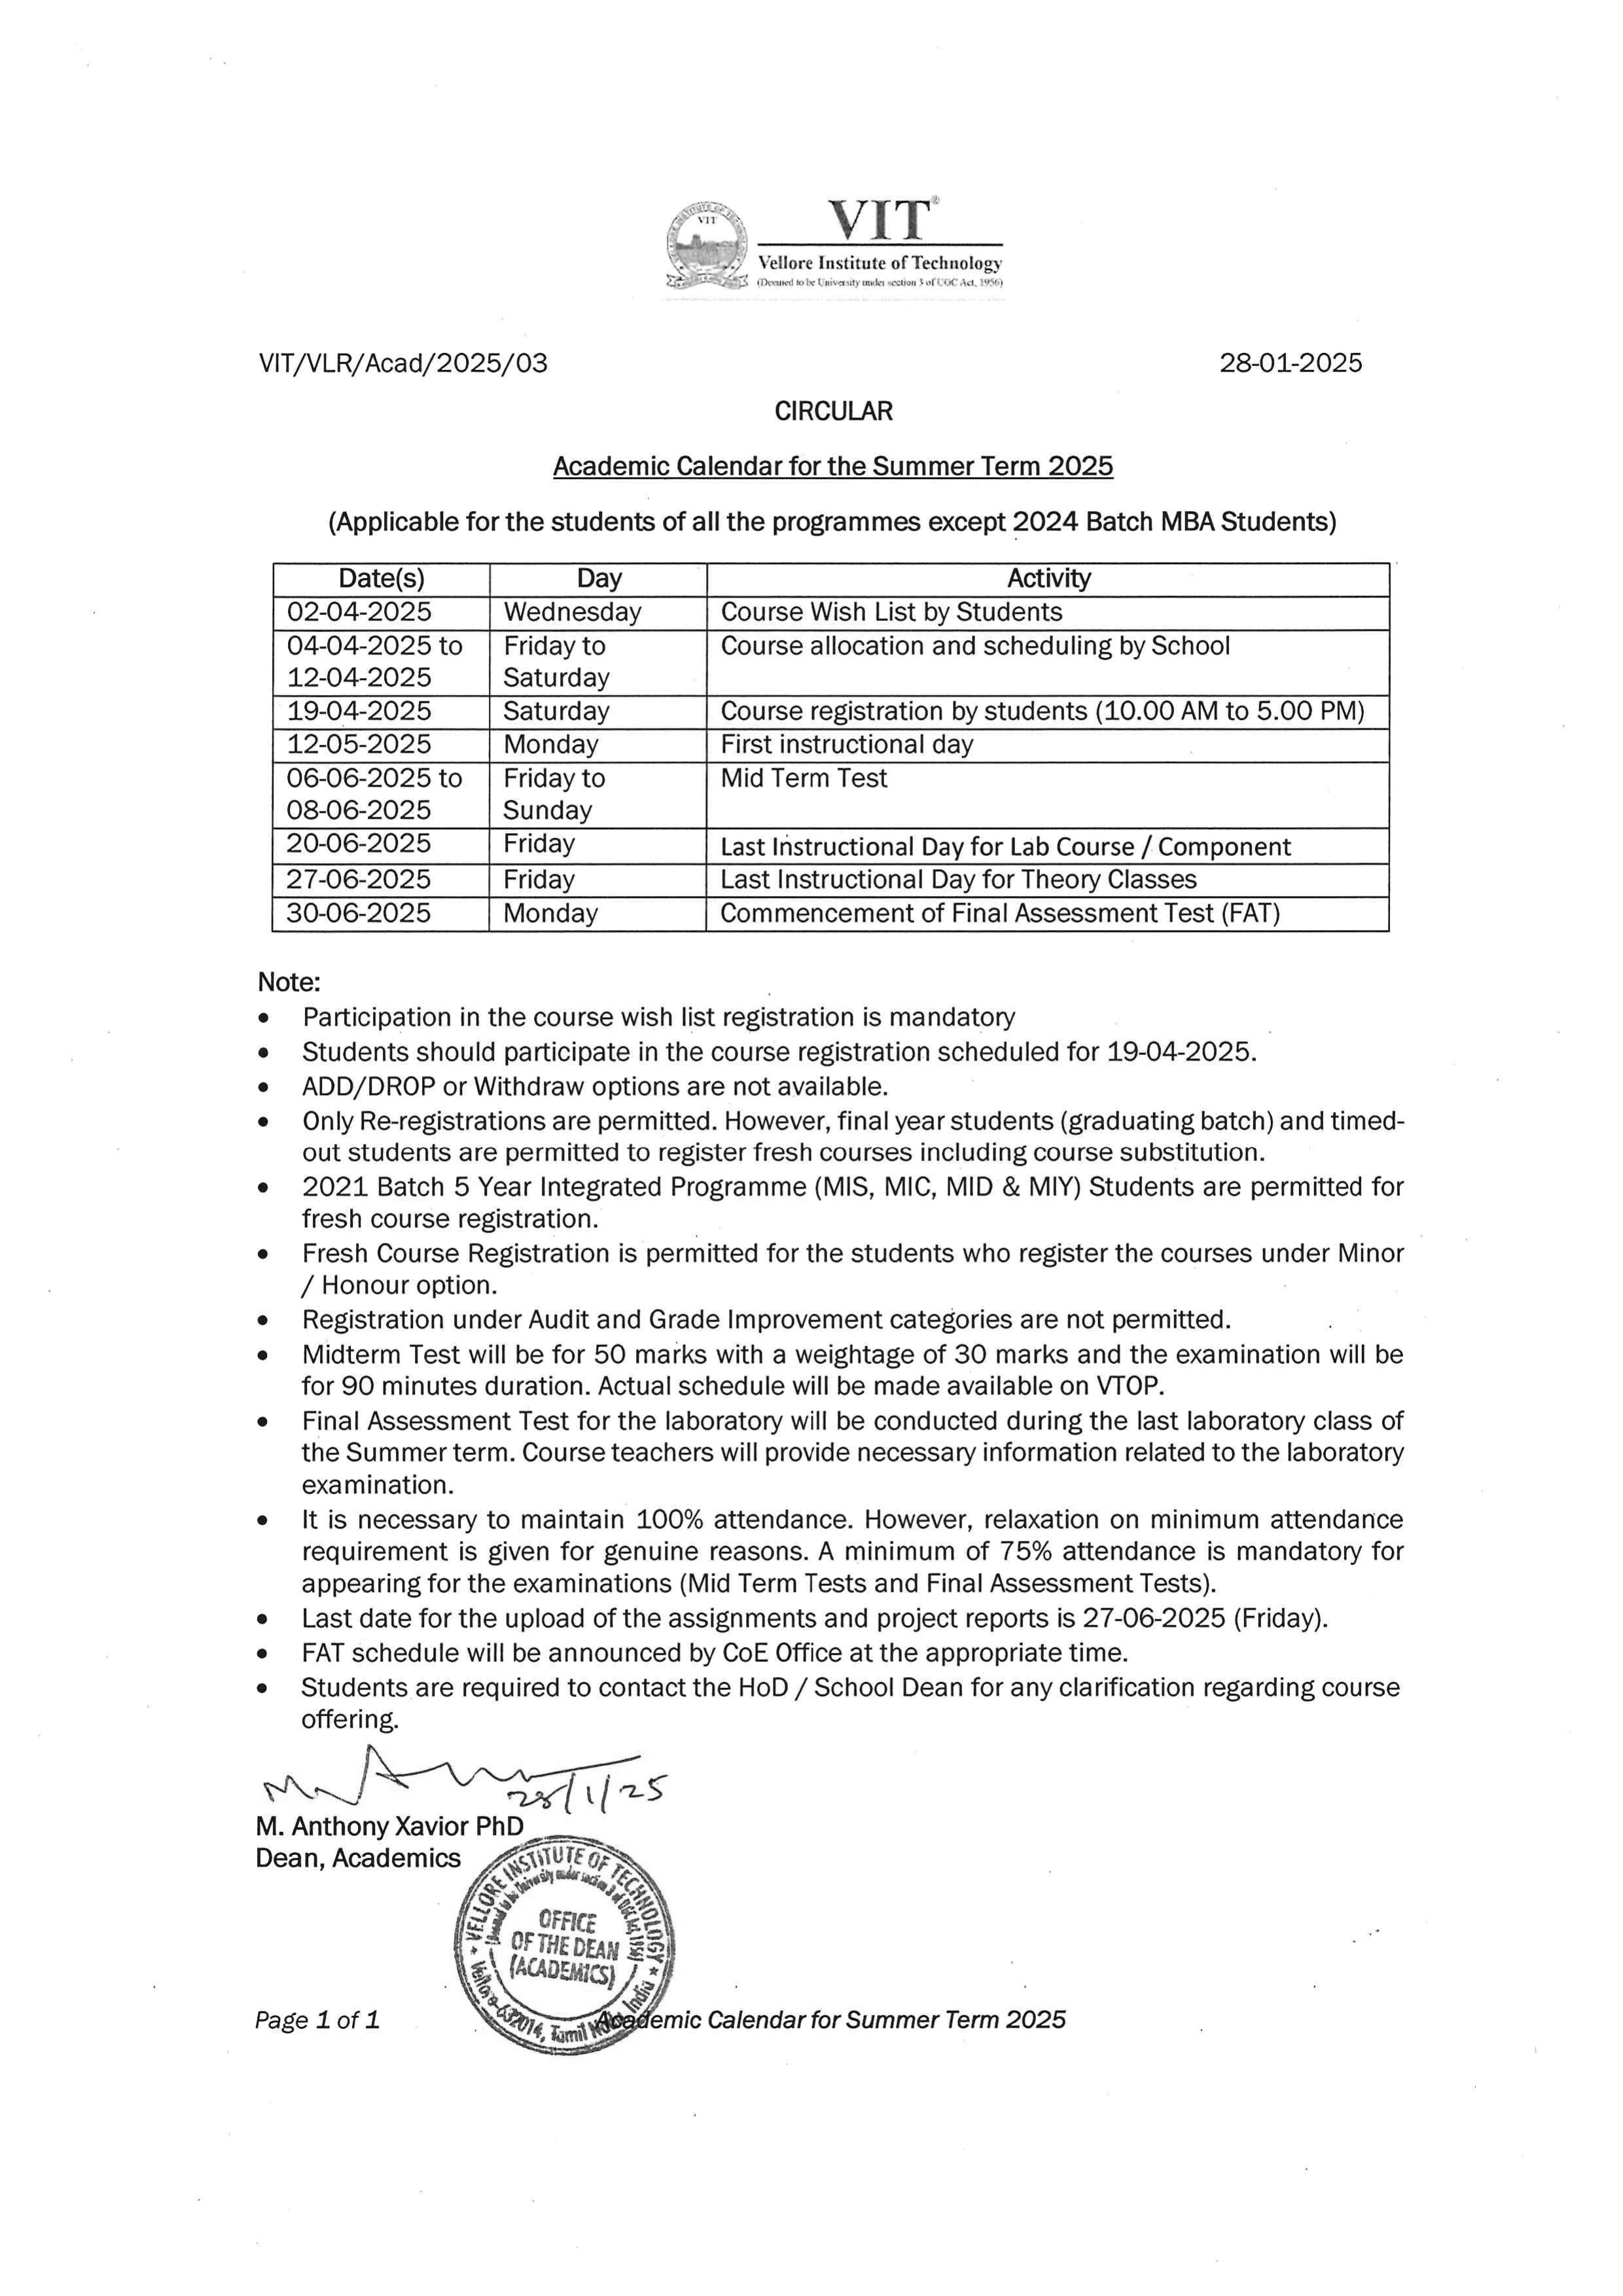 VIT
VIT®
Vellore Institute of Technology
(Deemed to be University under section 3 of UGC Act, 1956)
VIT/VLR/Acad/2025/03 28-01-2025
CIRCULAR
Academic Calendar for the Summer Term 2025
(Applicable for the students of all the programmes except 2024 Batch MBA Students)
Date(s) Day Activity
02-04-2025 Wednesday Course Wish List by Students
04-04-2025 to Friday to Course allocation and scheduling by School
12-04-2025 Saturday
19-04-2025 Saturday Course registration by students (10.00 AM to 5.00 PM)
12-05-2025 Monday First instructional day
06-06-2025 to Friday to Mid Term Test
08-06-2025 Sunday
20-06-2025 Friday Last Instructional Day for Lab Course / Component
27-06-2025 Friday Last Instructional Day for Theory Classes
30-06-2025 Monday Commencement of Final Assessment Test (FAT)
Note:
• Participation in the course wish list registration is mandatory
• Students should participate in the course registration scheduled for 19-04-2025.
• ADD/DROP or Withdraw options are not available.
• Only Re-registrations are permitted. However, final year students (graduating batch) and timed-
out students are permitted to register fresh courses including course substitution.
• 2021 Batch 5 Year Integrated Programme (MIS, MIC, MID & MIY) Students are permitted for
fresh course registration.
• Fresh Course Registration is permitted for the students who register the courses under Minor
/ Honour option.
• Registration under Audit and Grade Improvement categories are not permitted.
• Midterm Test will be for 50 marks with a weightage of 30 marks and the examination will be
for 90 minutes duration. Actual schedule will be made available on VTOP.
• Final Assessment Test for the laboratory will be conducted during the last laboratory class of
the Summer term. Course teachers will provide necessary information related to the laboratory
examination.
• It is necessary to maintain 100% attendance. However, relaxation on minimum attendance
requirement is given for genuine reasons. A minimum of 75% attendance is mandatory for
appearing for the examinations (Mid Term Tests and Final Assessment Tests).
• Last date for the upload of the assignments and project reports is 27-06-2025 (Friday).
• FAT schedule will be announced by CoE Office at the appropriate time.
• Students are required to contact the HoD / School Dean for any clarification regarding course
offering.
28/1/25
M. Anthony Xavior PhD
Dean, Academics
VELLORE INSTITUTE OF TECHNOLOGY
(Deemed to be University under section 3 of UGC Act, 1956)
OFFICE
OF THE DEAN
(ACADEMICS)
Vellore-632014, Tamil Nadu, India
Page 1 of 1 Academic Calendar for Summer Term 2025